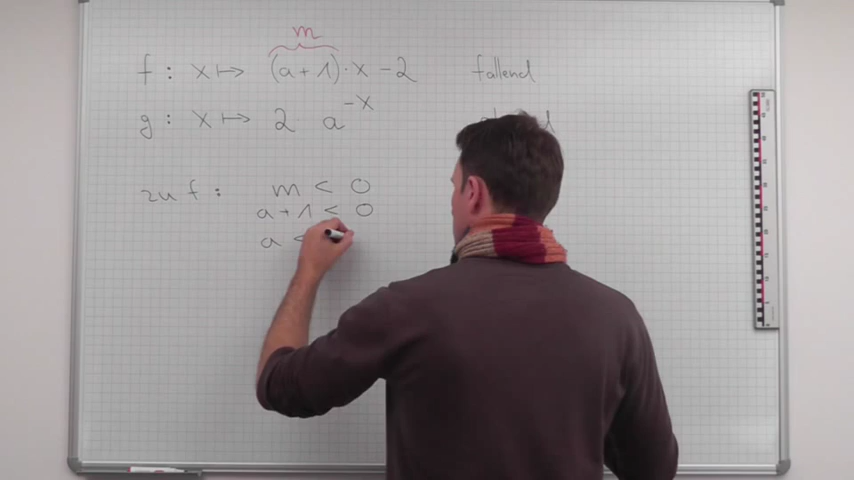 m
f : x ↦ (a + 1) · x - 2 fallend
g : x ↦ 2 a^{-x}
zu f : m < 0
a + 1 < 0
a <